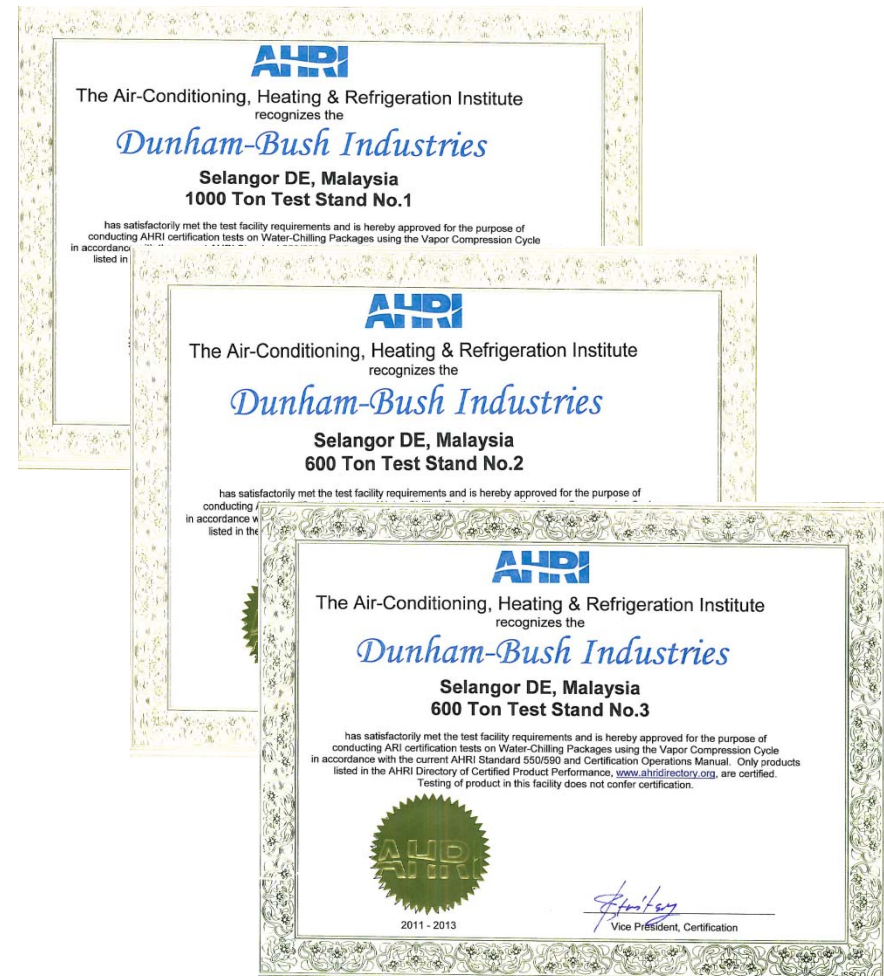 AHRI
The Air-Conditioning, Heating & Refrigeration Institute
recognizes the
Dunham-Bush Industries
Selangor DE, Malaysia
1000 Ton Test Stand No.1
has satisfactorily met the test facility requirements and is hereby approved for the purpose of
conducting AHRI certification tests on Water-Chilling Packages using the Vapor Compression Cycle
in accordance
listed in
AHRI
The Air-Conditioning, Heating & Refrigeration Institute
recognizes the
Dunham-Bush Industries
Selangor DE, Malaysia
600 Ton Test Stand No.2
has satisfactorily met the test facility requirements and is hereby approved for the purpose of
conducting
in accordance
listed in the
AHRI
The Air-Conditioning, Heating & Refrigeration Institute
recognizes the
Dunham-Bush Industries
Selangor DE, Malaysia
600 Ton Test Stand No.3
has satisfactorily met the test facility requirements and is hereby approved for the purpose of
conducting ARI certification tests on Water-Chilling Packages using the Vapor Compression Cycle
in accordance with the current AHRI Standard 550/590 and Certification Operations Manual. Only products
listed in the AHRI Directory of Certified Product Performance, www.ahridirectory.org, are certified.
Testing of product in this facility does not confer certification.
AHRI
2011 - 2013
Vice President, Certification